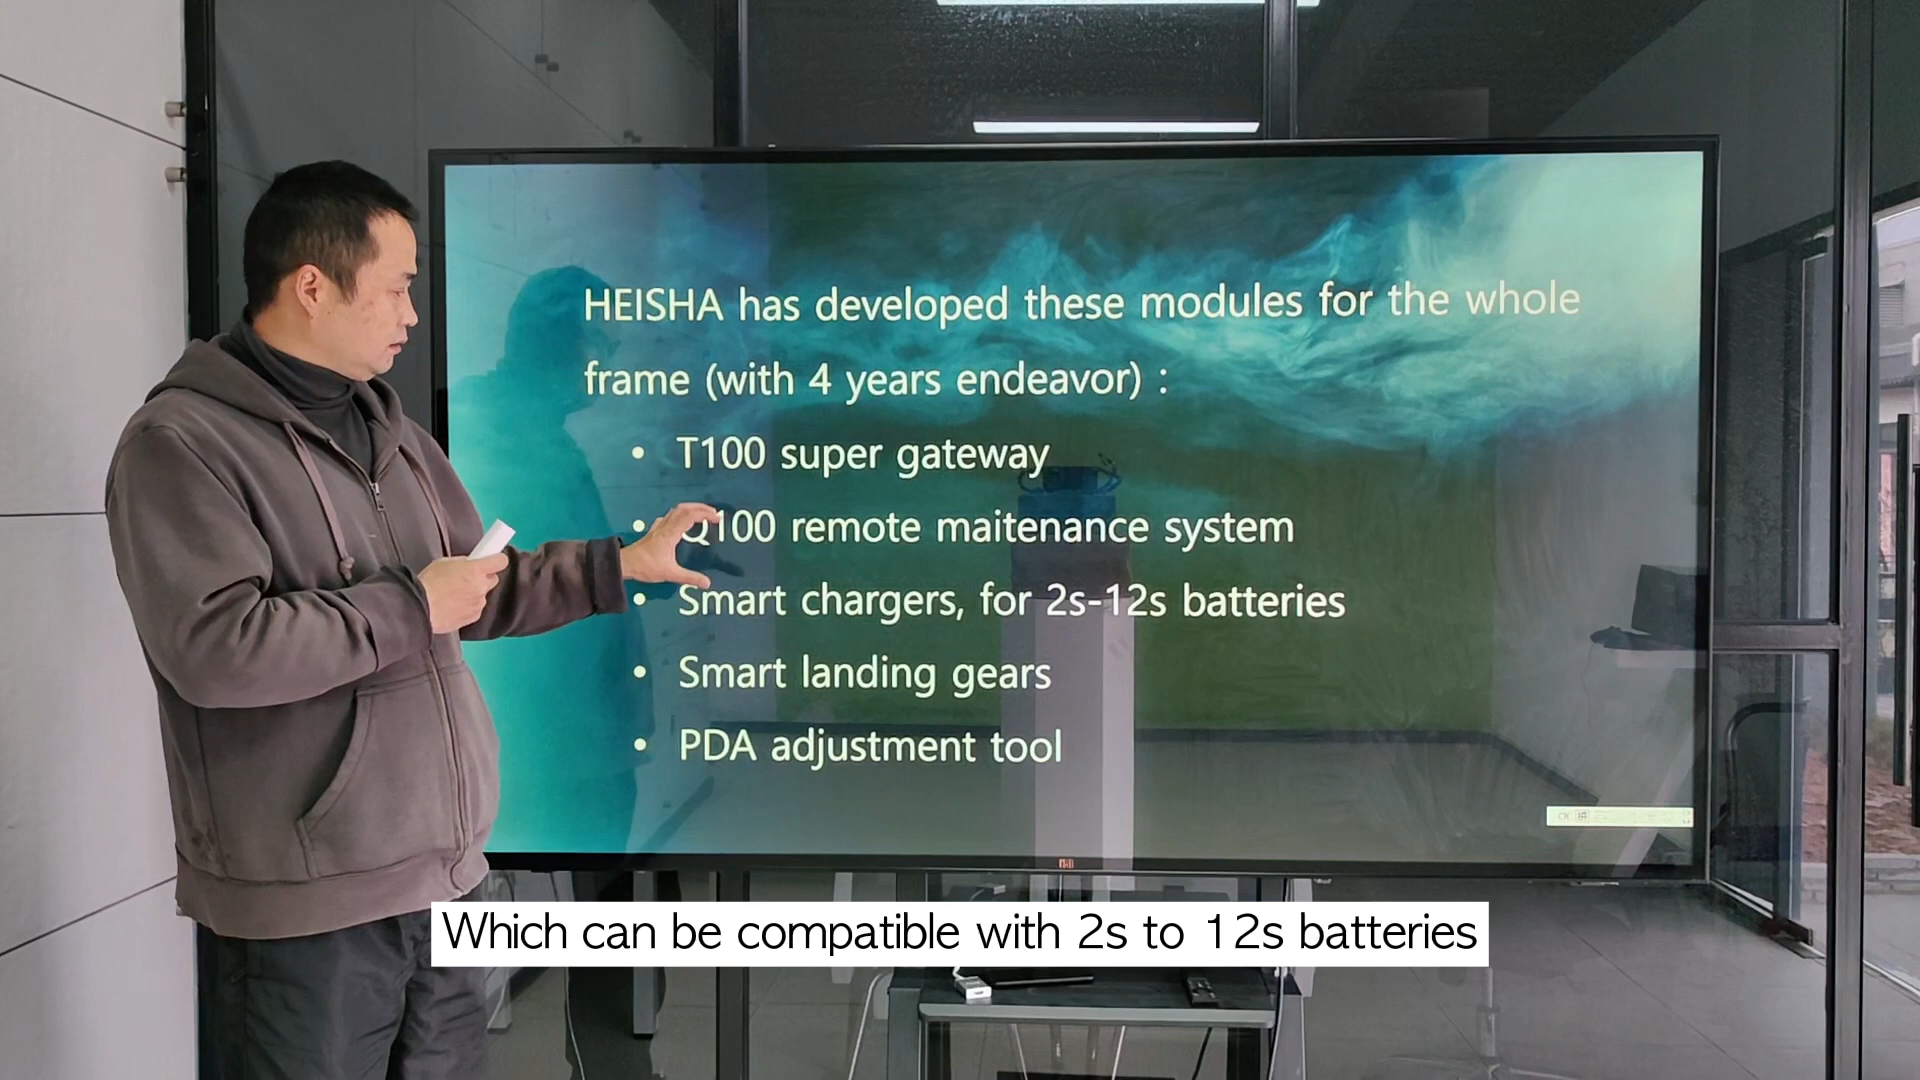 HEISHA has developed these modules for the whole
frame (with 4 years endeavor) :
• T100 super gateway
• Q100 remote maitenance system
• Smart chargers, for 2s-12s batteries
• Smart landing gears
• PDA adjustment tool
Which can be compatible with 2s to 12s batteries